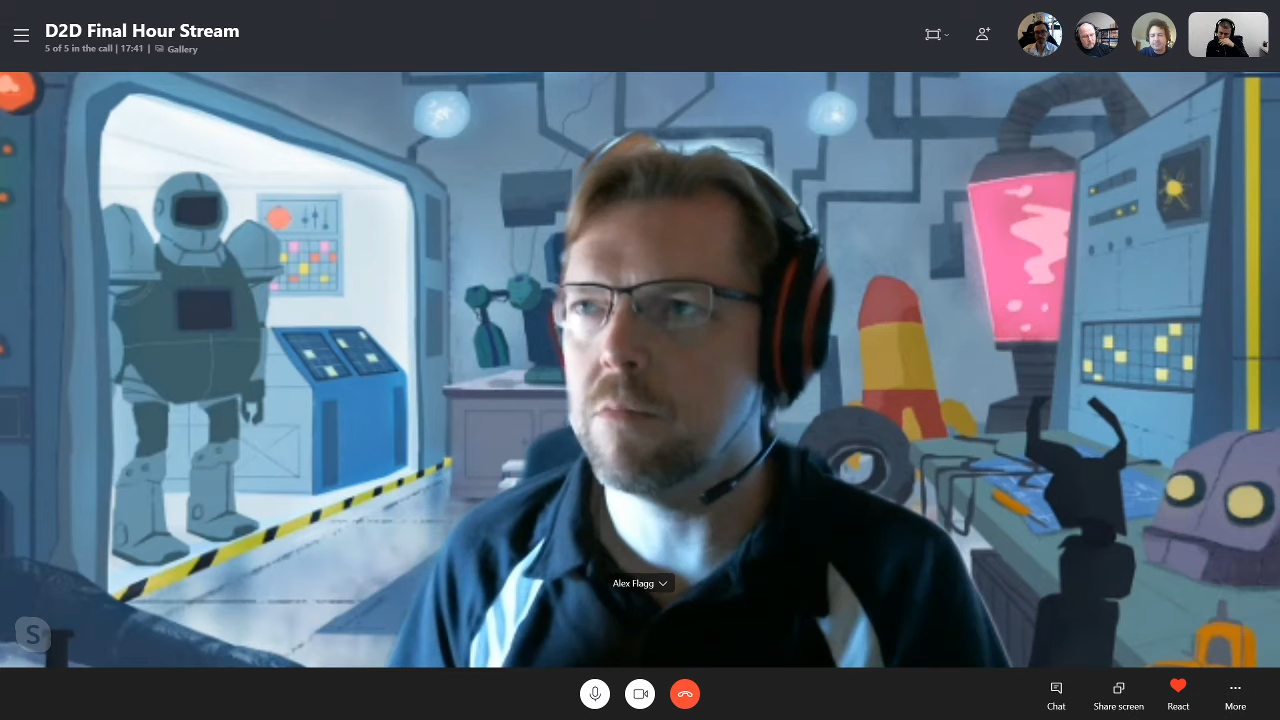 D2D Final Hour Stream
5 of 5 in the call | 17:41 | Gallery
Alex Flagg
S
Chat
Share screen
React
More